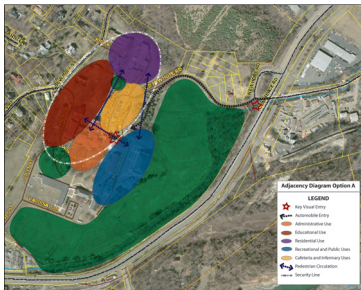 Adjacency Diagram Option A
LEGEND
Key Visual Entry
Automobile Entry
Administrative Use
Educational Use
Residential Use
Recreational and Public Uses
Cafeteria and Infirmary Uses
Pedestrian Circulation
Security Line